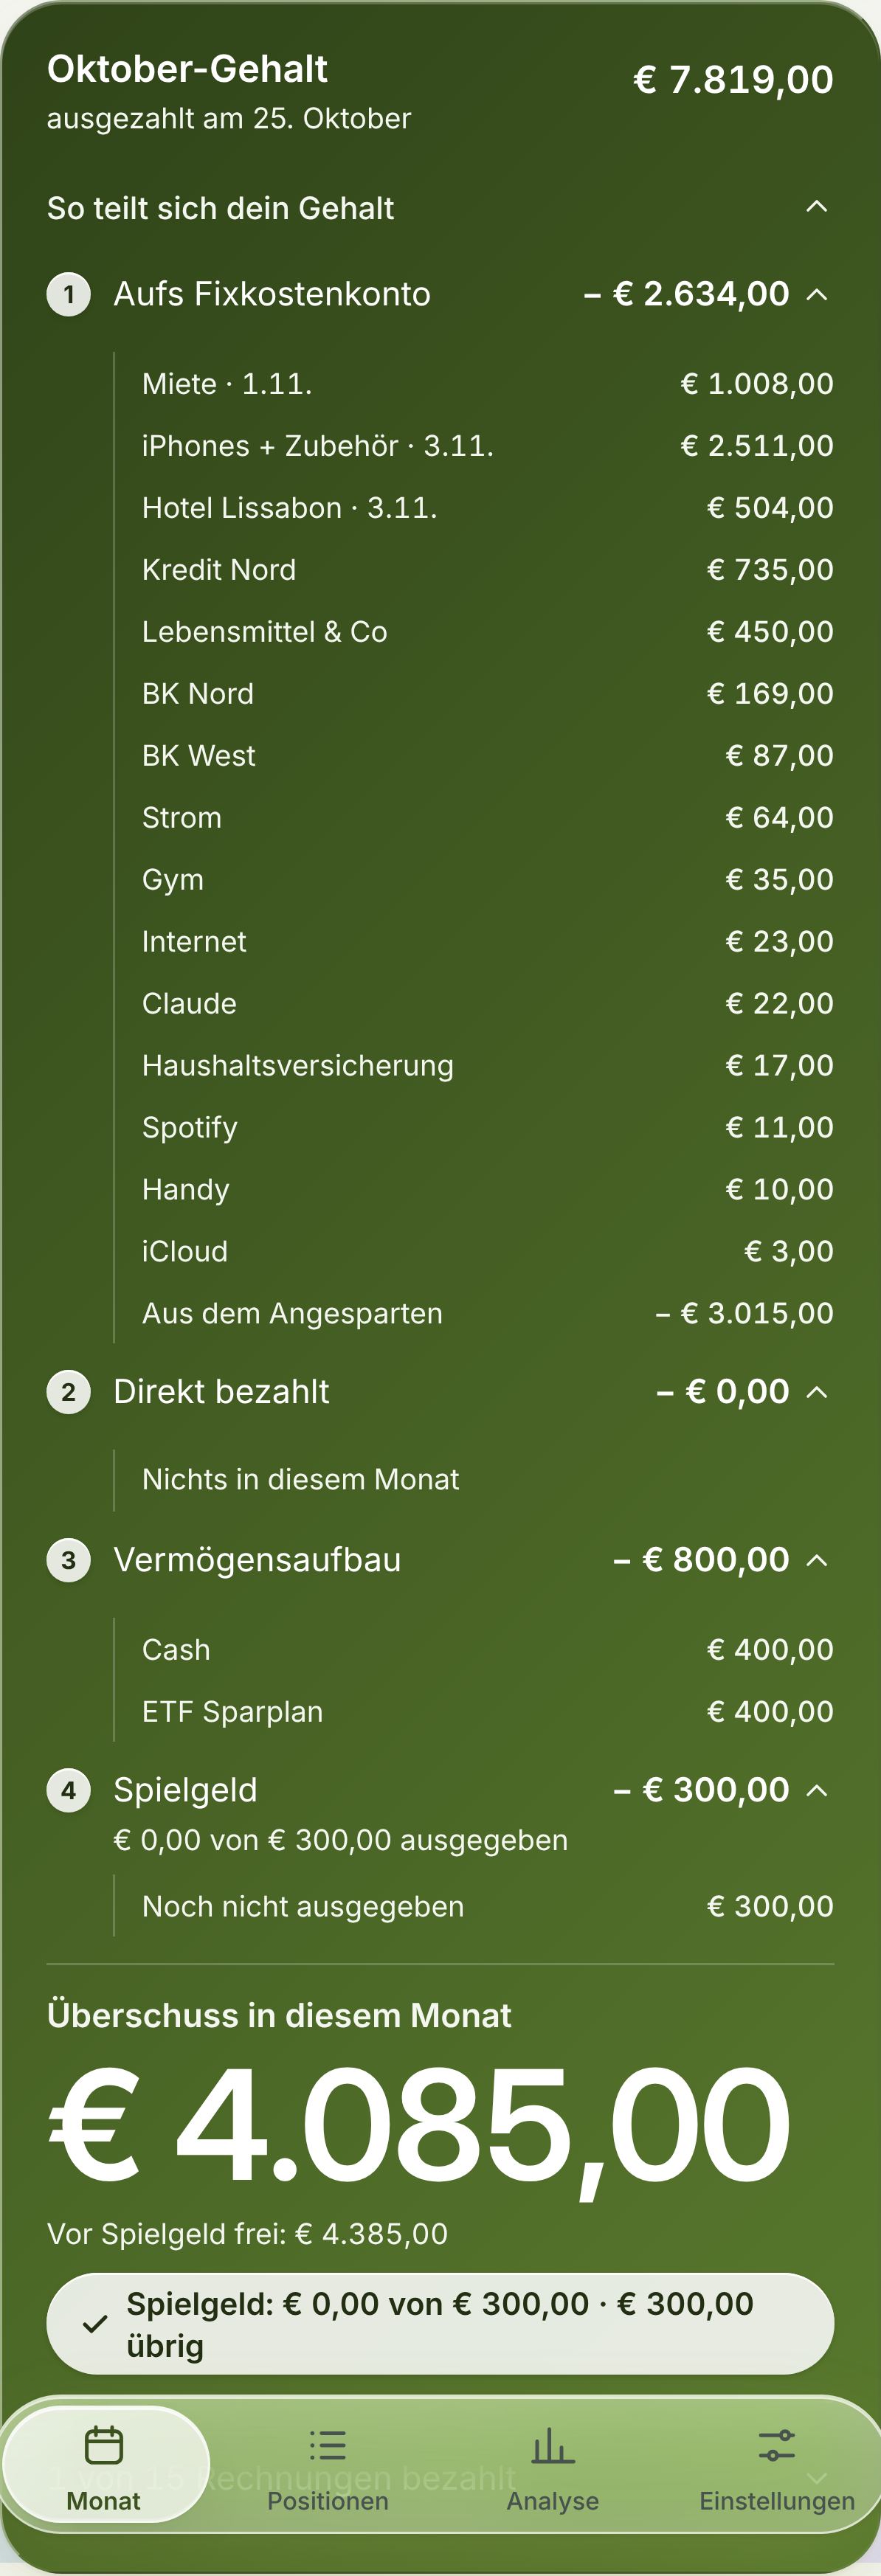 Oktober-Gehalt
€ 7.819,00
ausgezahlt am 25. Oktober
So teilt sich dein Gehalt
1 Aufs Fixkostenkonto – € 2.634,00
Miete · 1.11. € 1.008,00
iPhones + Zubehör · 3.11. € 2.511,00
Hotel Lissabon · 3.11. € 504,00
Kredit Nord € 735,00
Lebensmittel & Co € 450,00
BK Nord € 169,00
BK West € 87,00
Strom € 64,00
Gym € 35,00
Internet € 23,00
Claude € 22,00
Haushaltsversicherung € 17,00
Spotify € 11,00
Handy € 10,00
iCloud € 3,00
Aus dem Angesparten – € 3.015,00
2 Direkt bezahlt – € 0,00
Nichts in diesem Monat
3 Vermögensaufbau – € 800,00
Cash € 400,00
ETF Sparplan € 400,00
4 Spielgeld – € 300,00
€ 0,00 von € 300,00 ausgegeben
Noch nicht ausgegeben € 300,00
Überschuss in diesem Monat
€ 4.085,00
Vor Spielgeld frei: € 4.385,00
Spielgeld: € 0,00 von € 300,00 · € 300,00
übrig
1 von 15 Rechnungen bezahlt
Monat Positionen Analyse Einstellungen